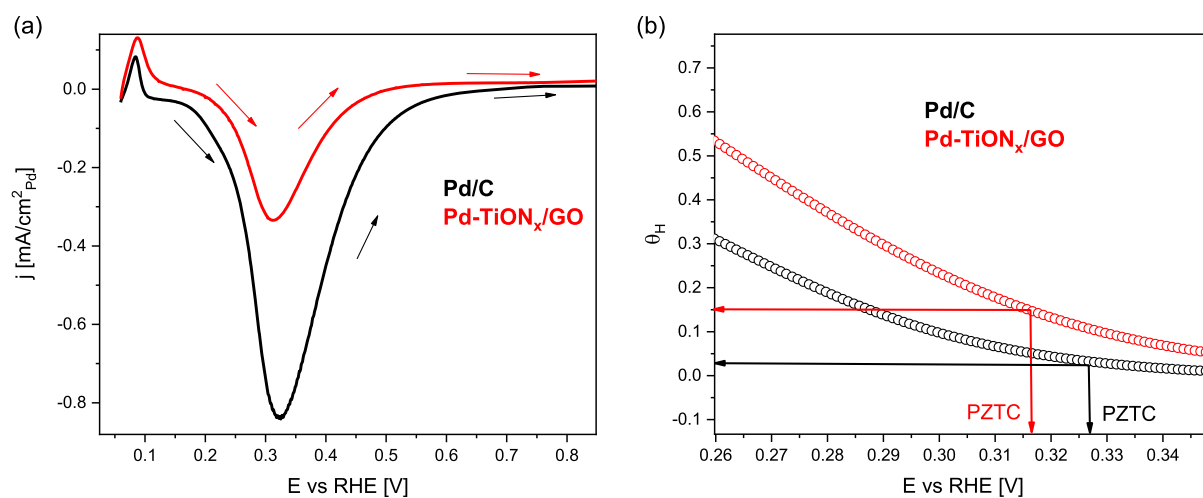 (a)
0.0
-0.2
-0.4
-0.6
-0.8
j [mA/cm²Pd]
Pd/C
Pd-TiONx/GO
0.1 0.2 0.3 0.4 0.5 0.6 0.7 0.8
E vs RHE [V]
(b)
0.7
0.6
0.5
0.4
0.3
0.2
0.1
0.0
-0.1
θH
Pd/C
Pd-TiONx/GO
PZTC PZTC
0.26 0.27 0.28 0.29 0.30 0.31 0.32 0.33 0.34
E vs RHE [V]